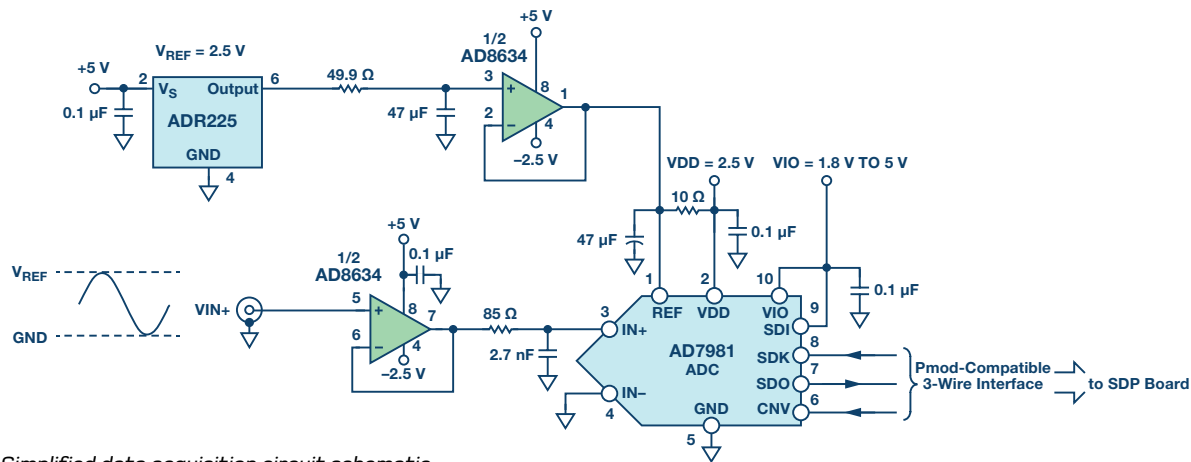 +5 V
1/2
AD8634
VREF = 2.5 V
+5 V
2
VS
Output
6
49.9 Ω
3
+
8
1
0.1 µF
ADR225
47 µF
2
−
4
GND
−2.5 V
4
VDD = 2.5 V
VIO = 1.8 V TO 5 V
10 Ω
+5 V
47 µF
0.1 µF
1/2
AD8634
0.1 µF
1
2
10
VREF
0.1 µF
VIN+
5
+
8
7
85 Ω
3
IN+
REF
VDD
VIO
9
SDI
GND
6
−
4
2.7 nF
AD7981
ADC
8
SDK
−2.5 V
7
SDO
Pmod-Compatible
3-Wire Interface
to SDP Board
IN−
4
GND
6
CNV
5
Simplified data acquisition circuit schematic